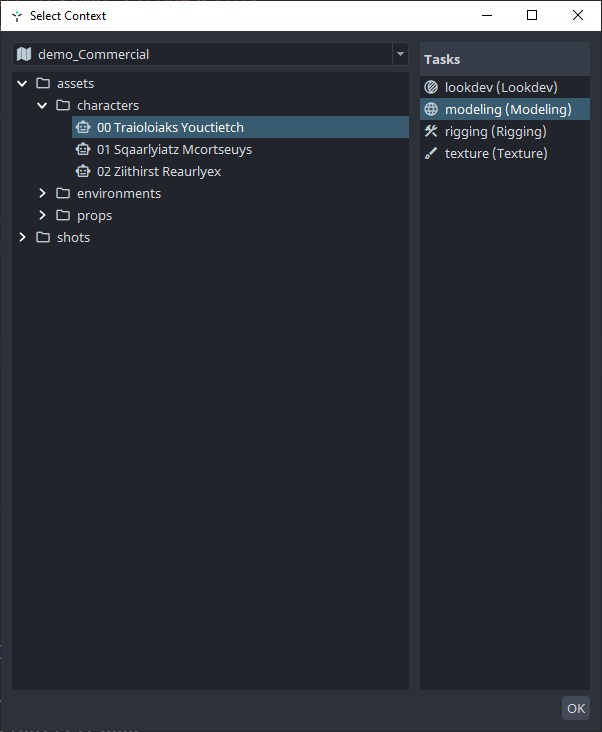 Select Context
demo_Commercial
assets
characters
00 Traioloiaks Youctietch
01 Sqaarlyiatz Mcortseuys
02 Ziithirst Reaurlyex
environments
props
shots
Tasks
lookdev (Lookdev)
modeling (Modeling)
rigging (Rigging)
texture (Texture)
OK